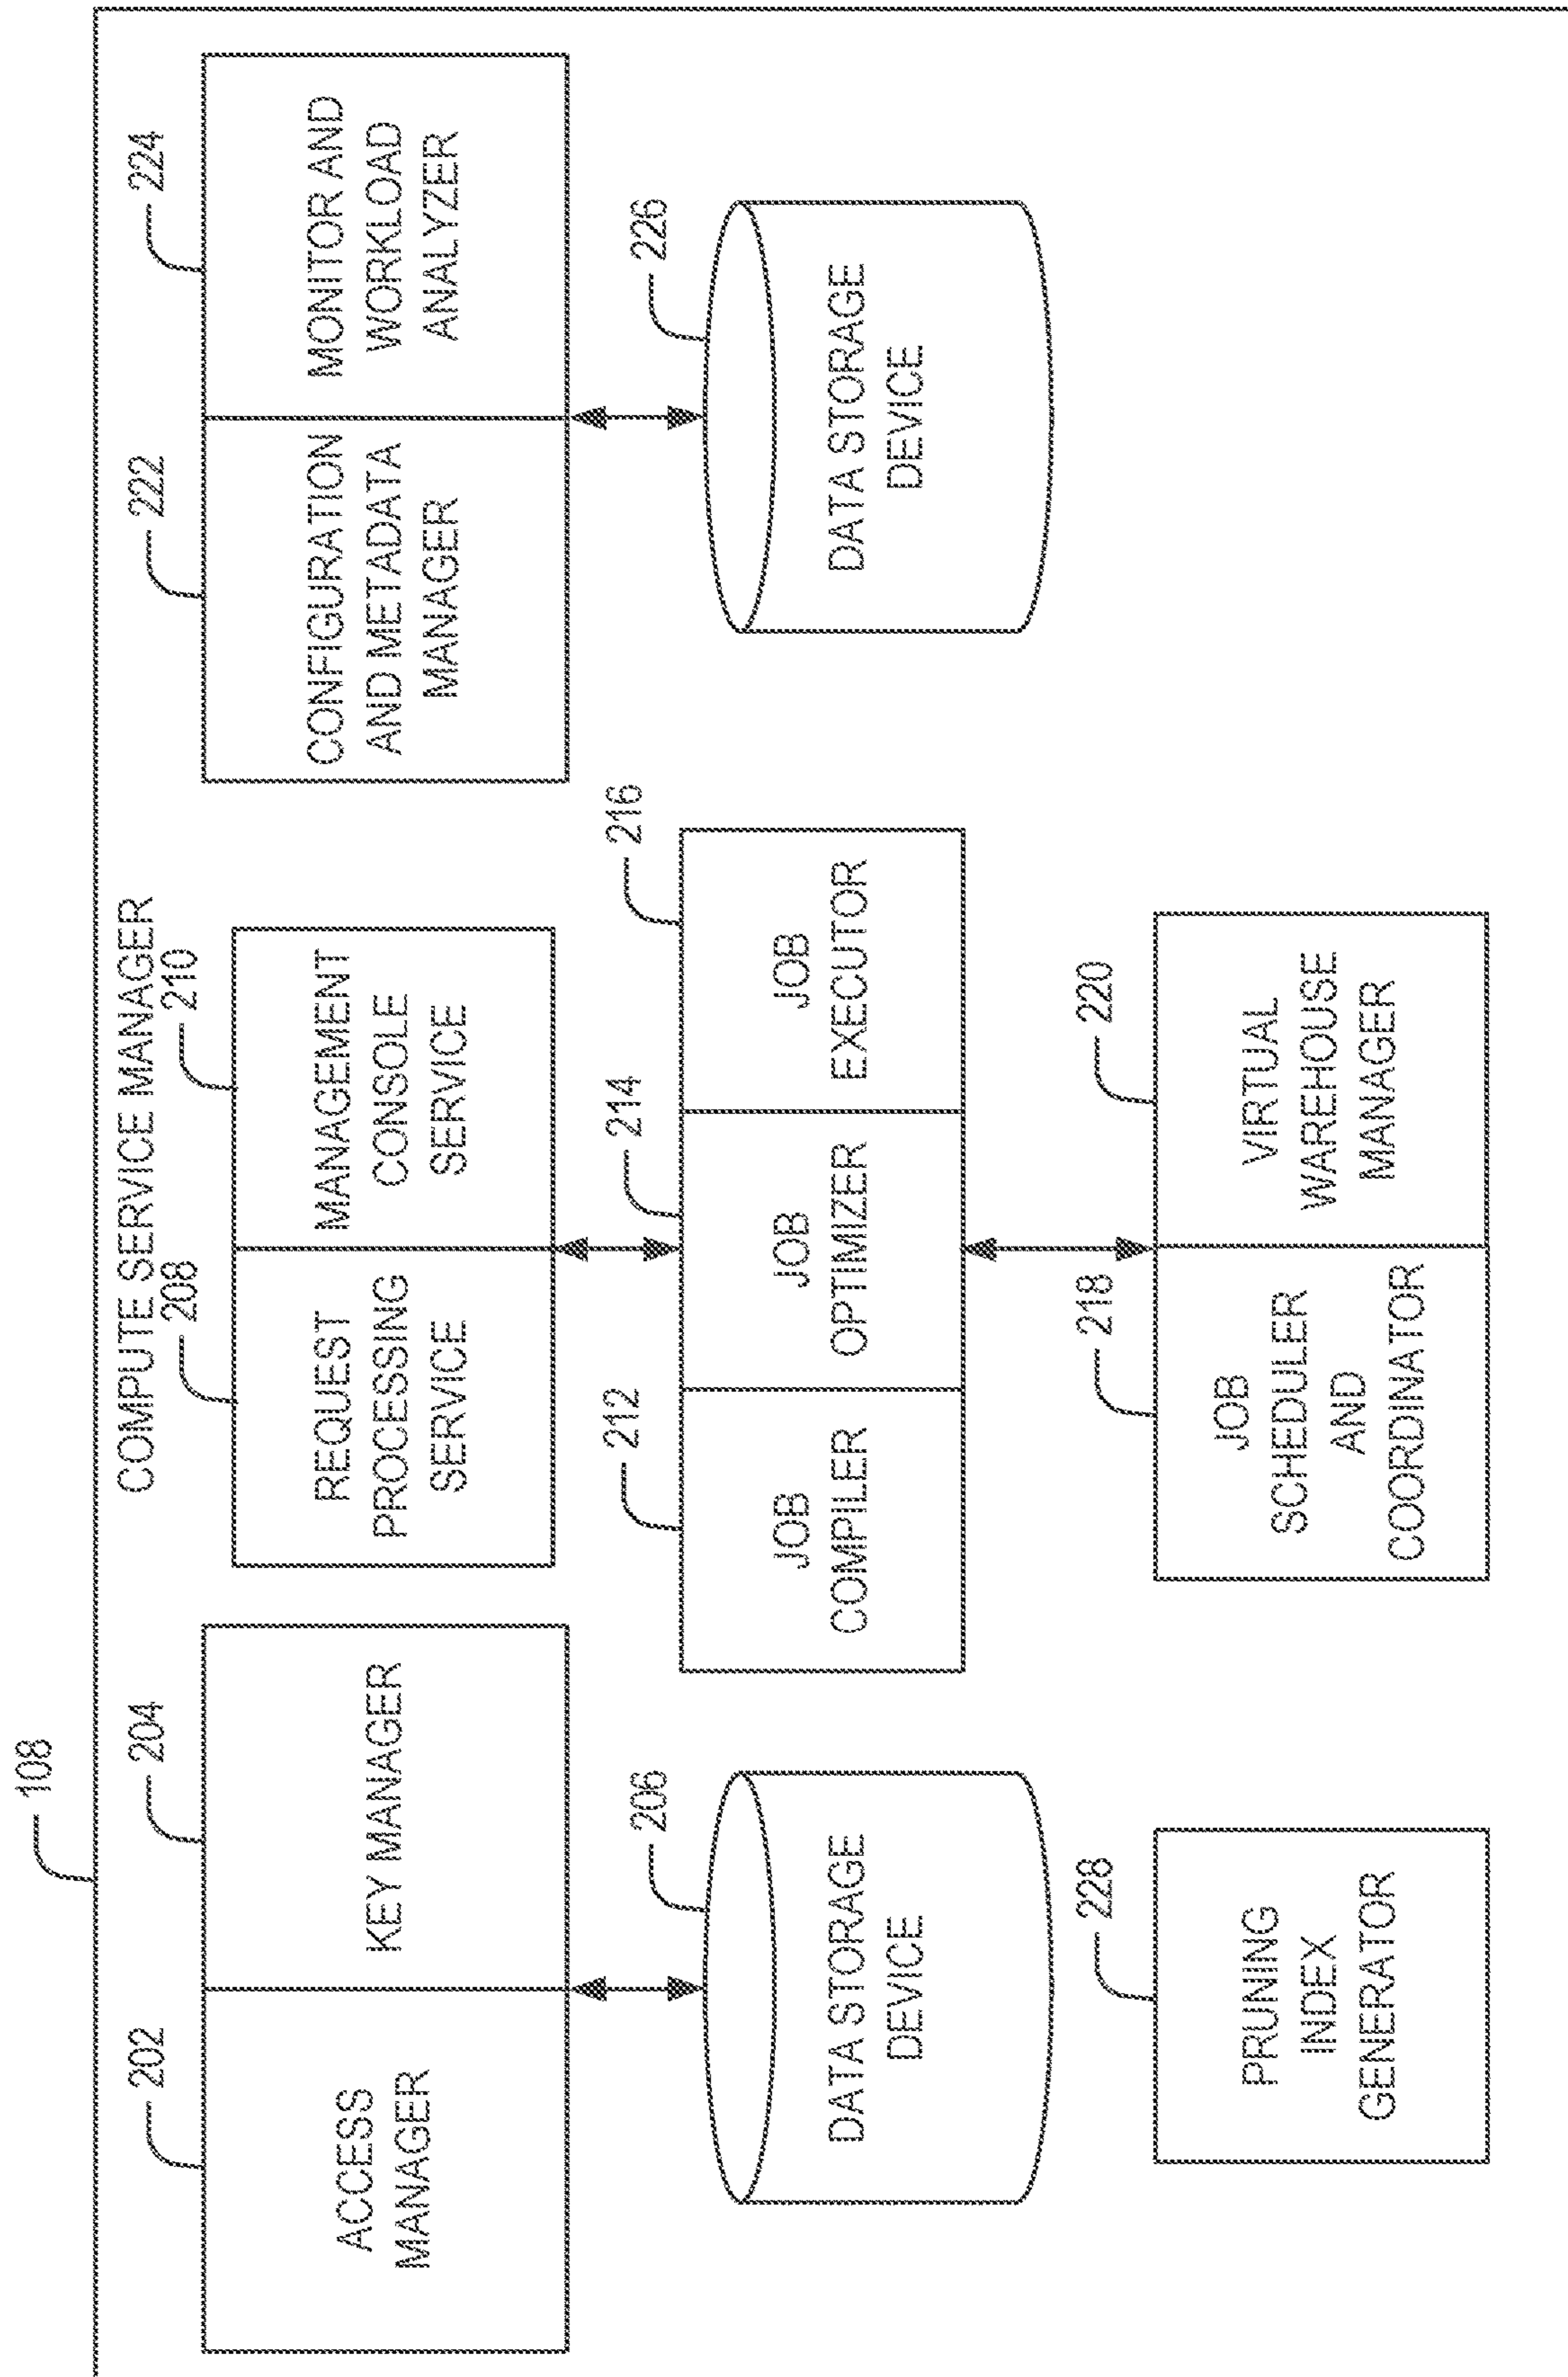 108
COMPUTE SERVICE MANAGER
202
ACCESS
MANAGER
204
KEY MANAGER
206
DATA STORAGE
DEVICE
228
PRUNING
INDEX
GENERATOR
208
REQUEST
PROCESSING
SERVICE
210
MANAGEMENT
CONSOLE
SERVICE
212
JOB
COMPILER
214
JOB
OPTIMIZER
216
JOB
EXECUTOR
218
JOB
SCHEDULER
AND
COORDINATOR
220
VIRTUAL
WAREHOUSE
MANAGER
222
CONFIGURATION
AND METADATA
MANAGER
224
MONITOR AND
WORKLOAD
ANALYZER
226
DATA STORAGE
DEVICE